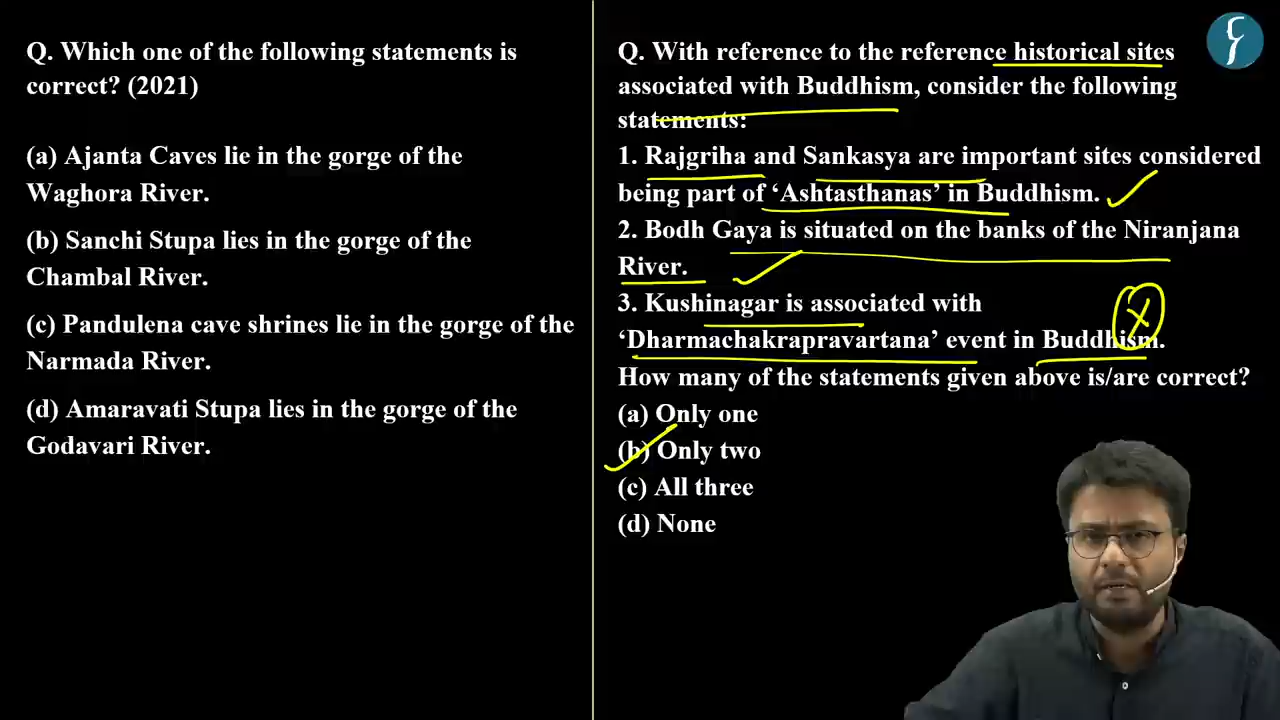 Q. Which one of the following statements is
correct? (2021)
(a) Ajanta Caves lie in the gorge of the
Waghora River.
(b) Sanchi Stupa lies in the gorge of the
Chambal River.
(c) Pandulena cave shrines lie in the gorge of the
Narmada River.
(d) Amaravati Stupa lies in the gorge of the
Godavari River.
Q. With reference to the reference historical sites
associated with Buddhism, consider the following
statements:
1. Rajgriha and Sankasya are important sites considered
being part of ‘Ashtasthanas’ in Buddhism.
2. Bodh Gaya is situated on the banks of the Niranjana
River.
3. Kushinagar is associated with
‘Dharmachakrapravartana’ event in Buddhism.
How many of the statements given above is/are correct?
(a) Only one
(b) Only two
(c) All three
(d) None